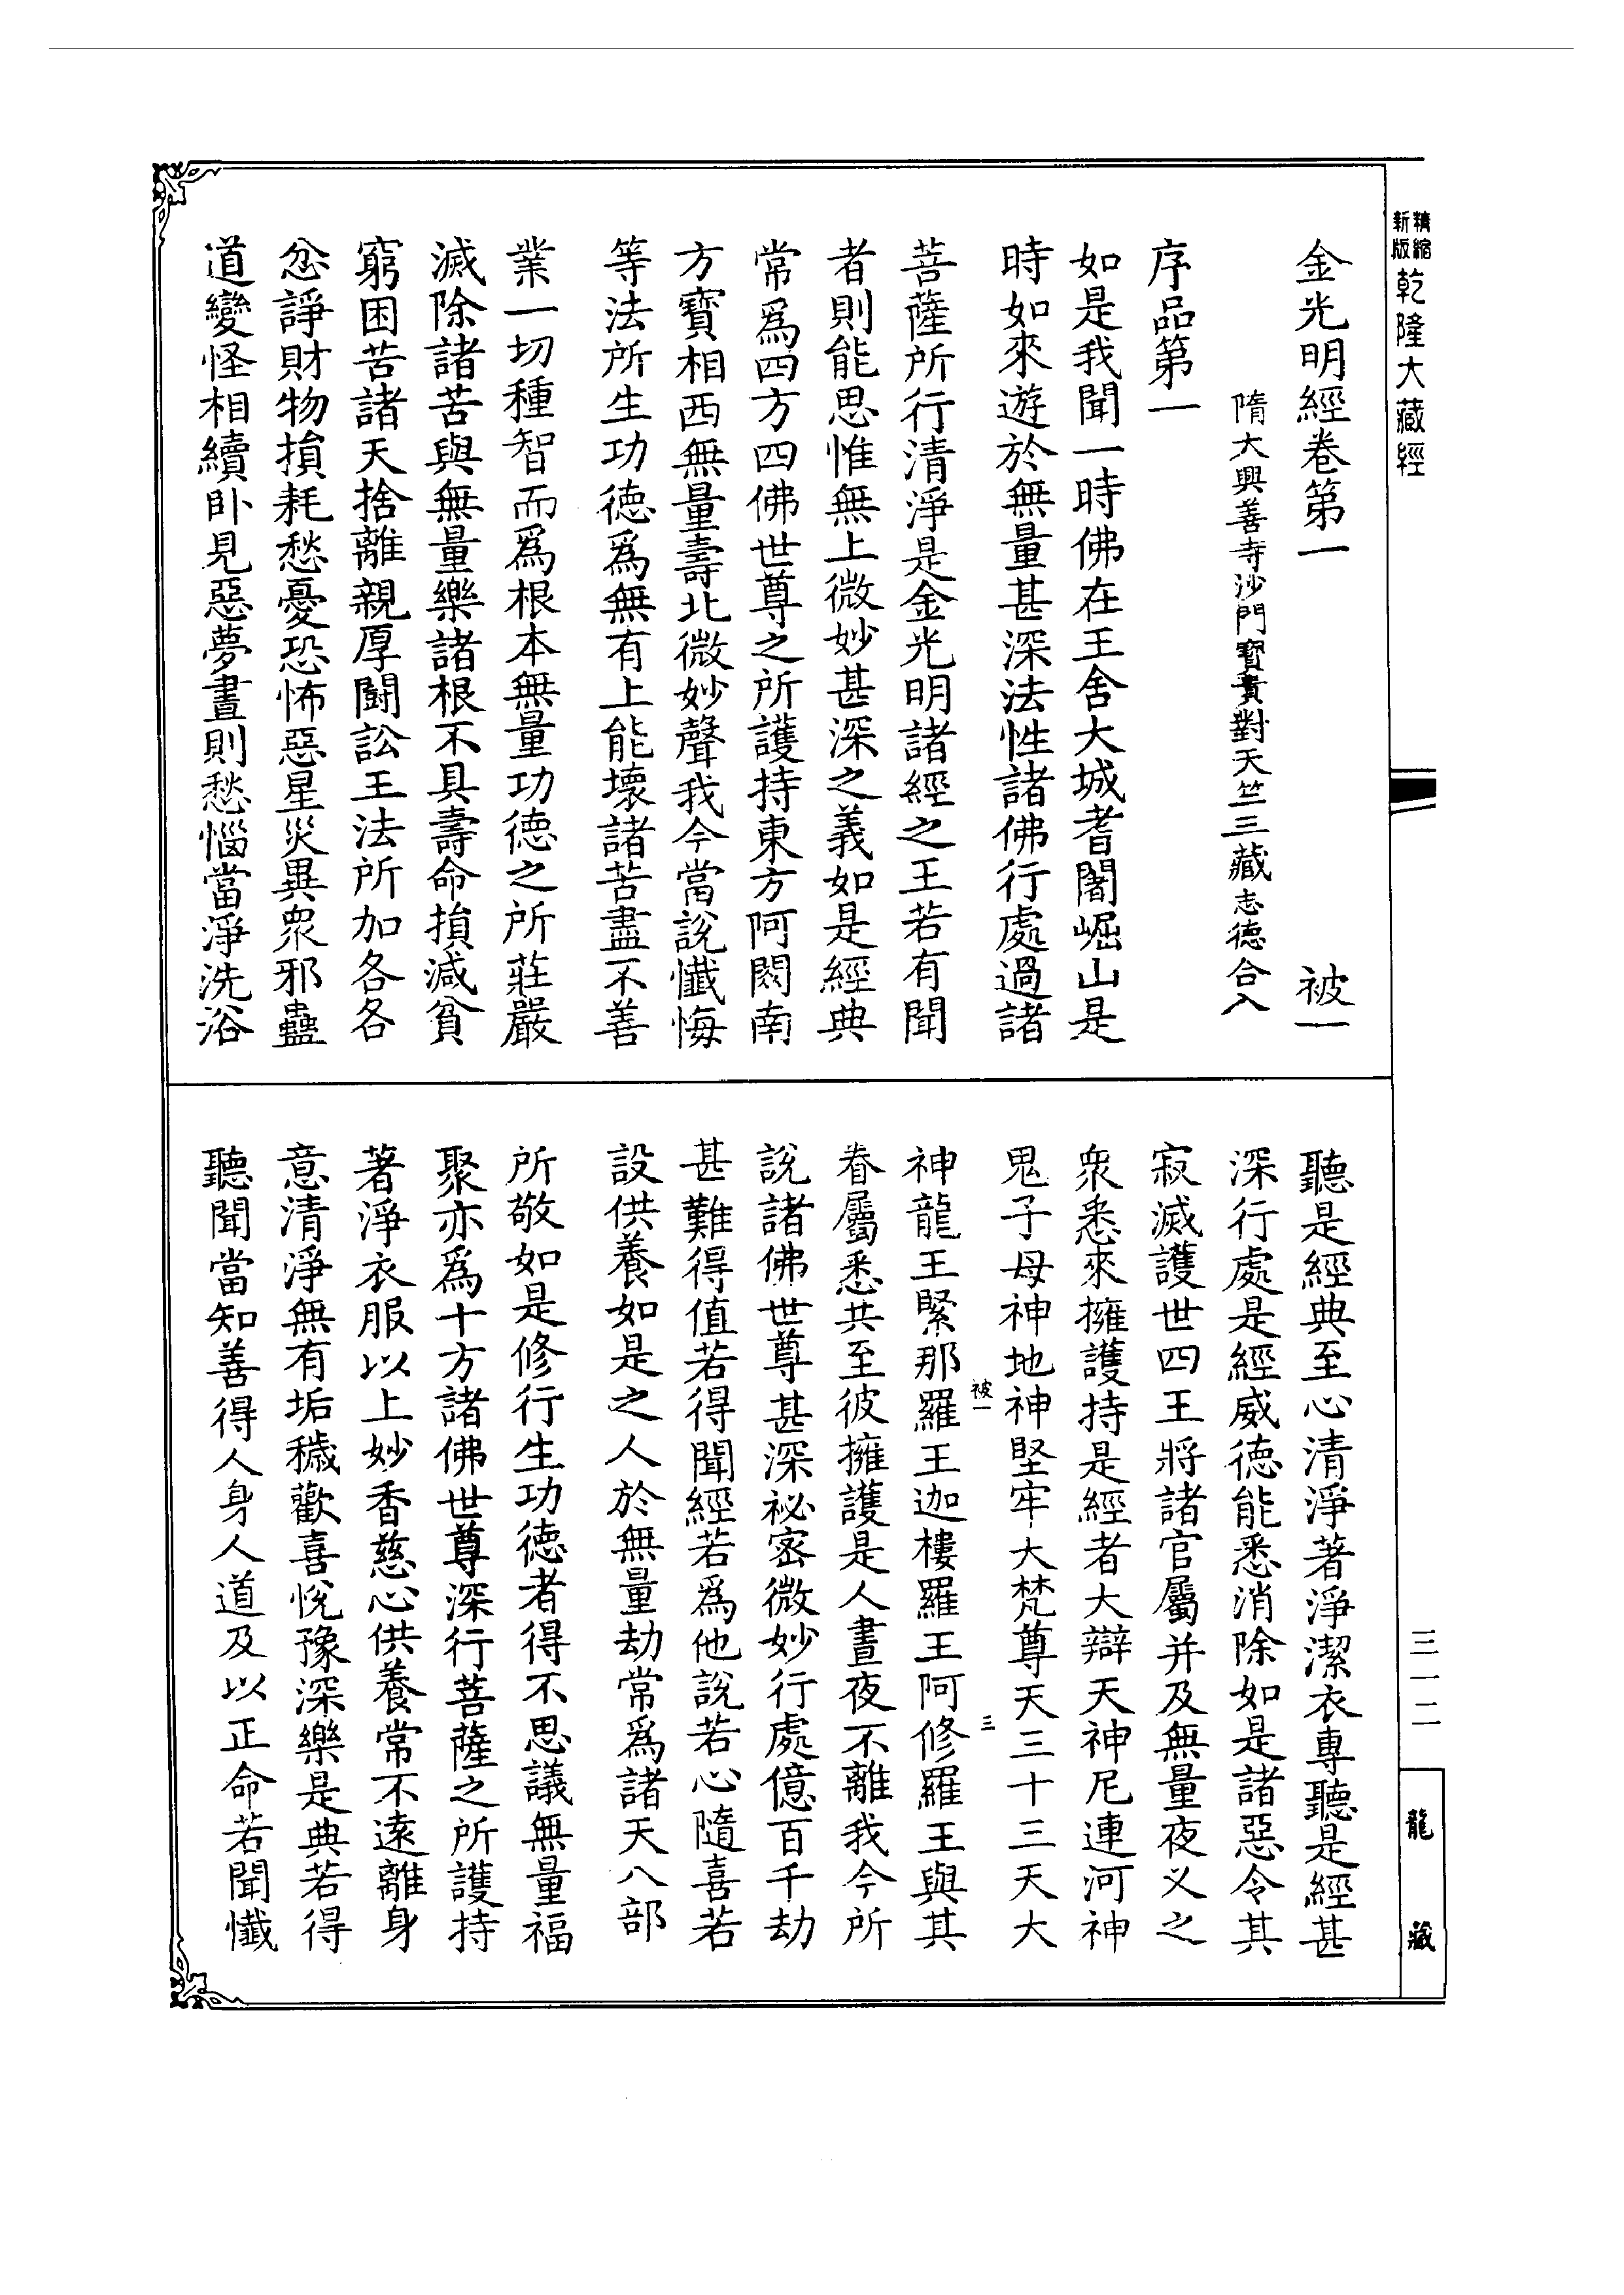 精縮
新版
乾隆大藏經
金光明經卷第一 被一
隋大興善寺沙門寶貴對天竺三藏志德合入
序品第一
如是我聞一時佛在王舍大城耆闍崛山是
時如來遊於無量甚深法性諸佛行處過諸
菩薩所行清淨是金光明諸經之王若有聞
者則能思惟無上微妙甚深之義如是經典
常爲四方四佛世尊之所護持東方阿閦南
方寶相西無量壽北微妙聲我今當說懺悔
等法所生功德爲無有上能壞諸苦盡不善
業一切種智而爲根本無量功德之所莊嚴
滅除諸苦與無量樂諸根不具壽命損減貧
窮困苦諸天捨離親厚鬪訟王法所加各各
忿諍財物損耗愁憂恐怖惡星災異衆邪蠱
道變怪相續卧見惡夢晝則愁惱當淨洗浴
聽是經典至心清淨著淨潔衣專聽是經甚
深行處是經威德能悉消除如是諸惡令其
寂滅護世四王將諸官屬并及無量夜叉之
衆悉來擁護持是經者大辯天神尼連河神
鬼子母神地神堅牢大梵尊天三十三天大
神龍王緊那羅王迦樓羅王阿修羅王與其
眷屬悉共至彼擁護是人晝夜不離我今所
說諸佛世尊甚深祕密微妙行處億百千劫
甚難得值若得聞經若爲他說若心隨喜若
設供養如是之人於無量劫常爲諸天八部
所敬如是修行生功德者得不思議無量福
聚亦爲十方諸佛世尊深行菩薩之所護持
著淨衣服以上妙香慈心供養常不遠離身
意清淨無有垢穢歡喜悅豫深樂是典若得
聽聞當知善得人身人道及以正命若聞懺
被一
三
三一二
龍藏